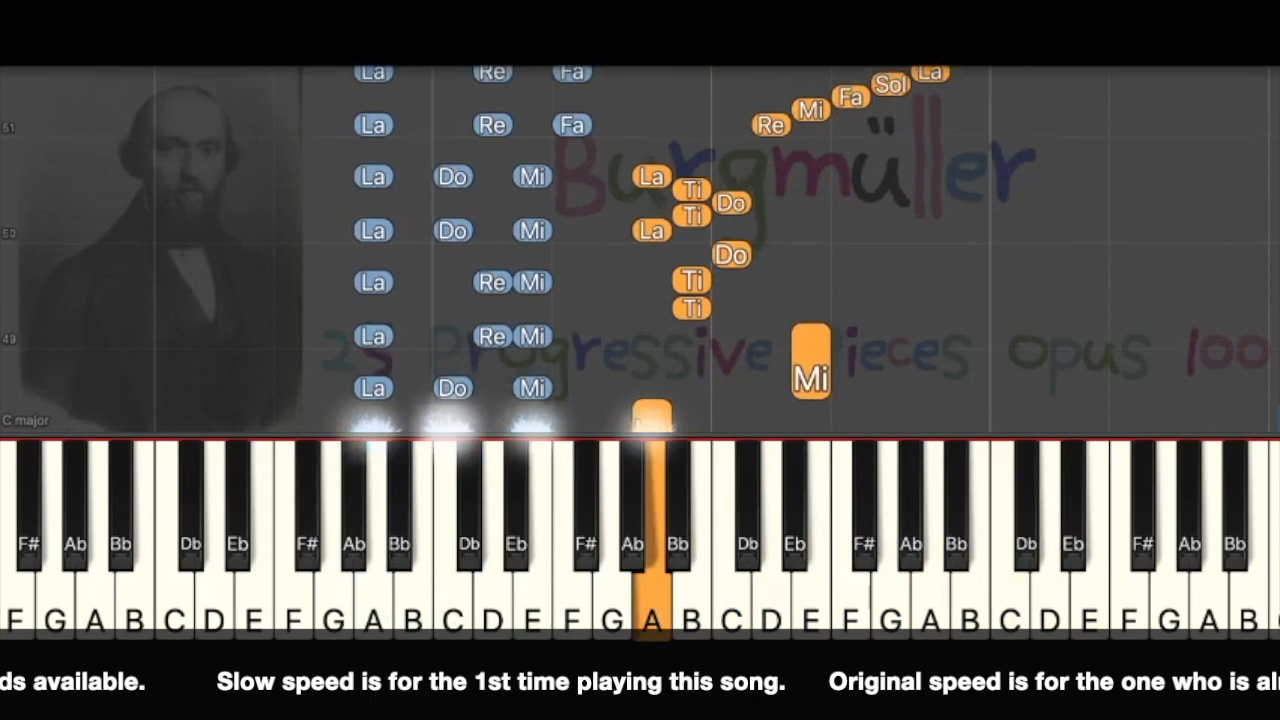 La Re Fa La
Sol
Fa
Mi
51 La Re Fa Re
La Do Mi La
Ti
Do
Ti
50 La Do Mi La
Do
La Re Mi Ti
Ti
49 La Re Mi
Mi
La Do Mi
Burgmüller
25 Progressive Pieces Opus 100
C major
F# Ab Bb Db Eb F# Ab Bb Db Eb F# Ab Bb Db Eb F# Ab Bb Db Eb F# Ab Bb
F G A B C D E F G A B C D E F G A B C D E F G A B C D E F G A B
ds available. Slow speed is for the 1st time playing this song. Original speed is for the one who is al